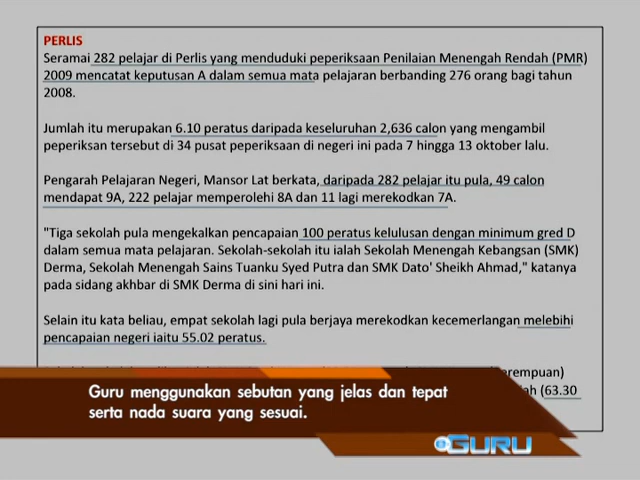 PERLIS
Seramai 282 pelajar di Perlis yang menduduki peperiksaan Penilaian Menengah Rendah (PMR)
2009 mencatat keputusan A dalam semua mata pelajaran berbanding 276 orang bagi tahun
2008.
Jumlah itu merupakan 6.10 peratus daripada keseluruhan 2,636 calon yang mengambil
peperiksan tersebut di 34 pusat peperiksaan di negeri ini pada 7 hingga 13 oktober lalu.
Pengarah Pelajaran Negeri, Mansor Lat berkata, daripada 282 pelajar itu pula, 49 calon
mendapat 9A, 222 pelajar memperolehi 8A dan 11 lagi merekodkan 7A.
"Tiga sekolah pula mengekalkan pencapaian 100 peratus kelulusan dengan minimum gred D
dalam semua mata pelajaran. Sekolah-sekolah itu ialah Sekolah Menengah Kebangsan (SMK)
Derma, Sekolah Menengah Sains Tuanku Syed Putra dan SMK Dato' Sheikh Ahmad," katanya
pada sidang akhbar di SMK Derma di sini hari ini.
Selain itu kata beliau, empat sekolah lagi pula berjaya merekodkan kecemerlangan melebihi
pencapaian negeri iaitu 55.02 peratus.
(63.30
Guru menggunakan sebutan yang jelas dan tepat
serta nada suara yang sesuai.
GURU